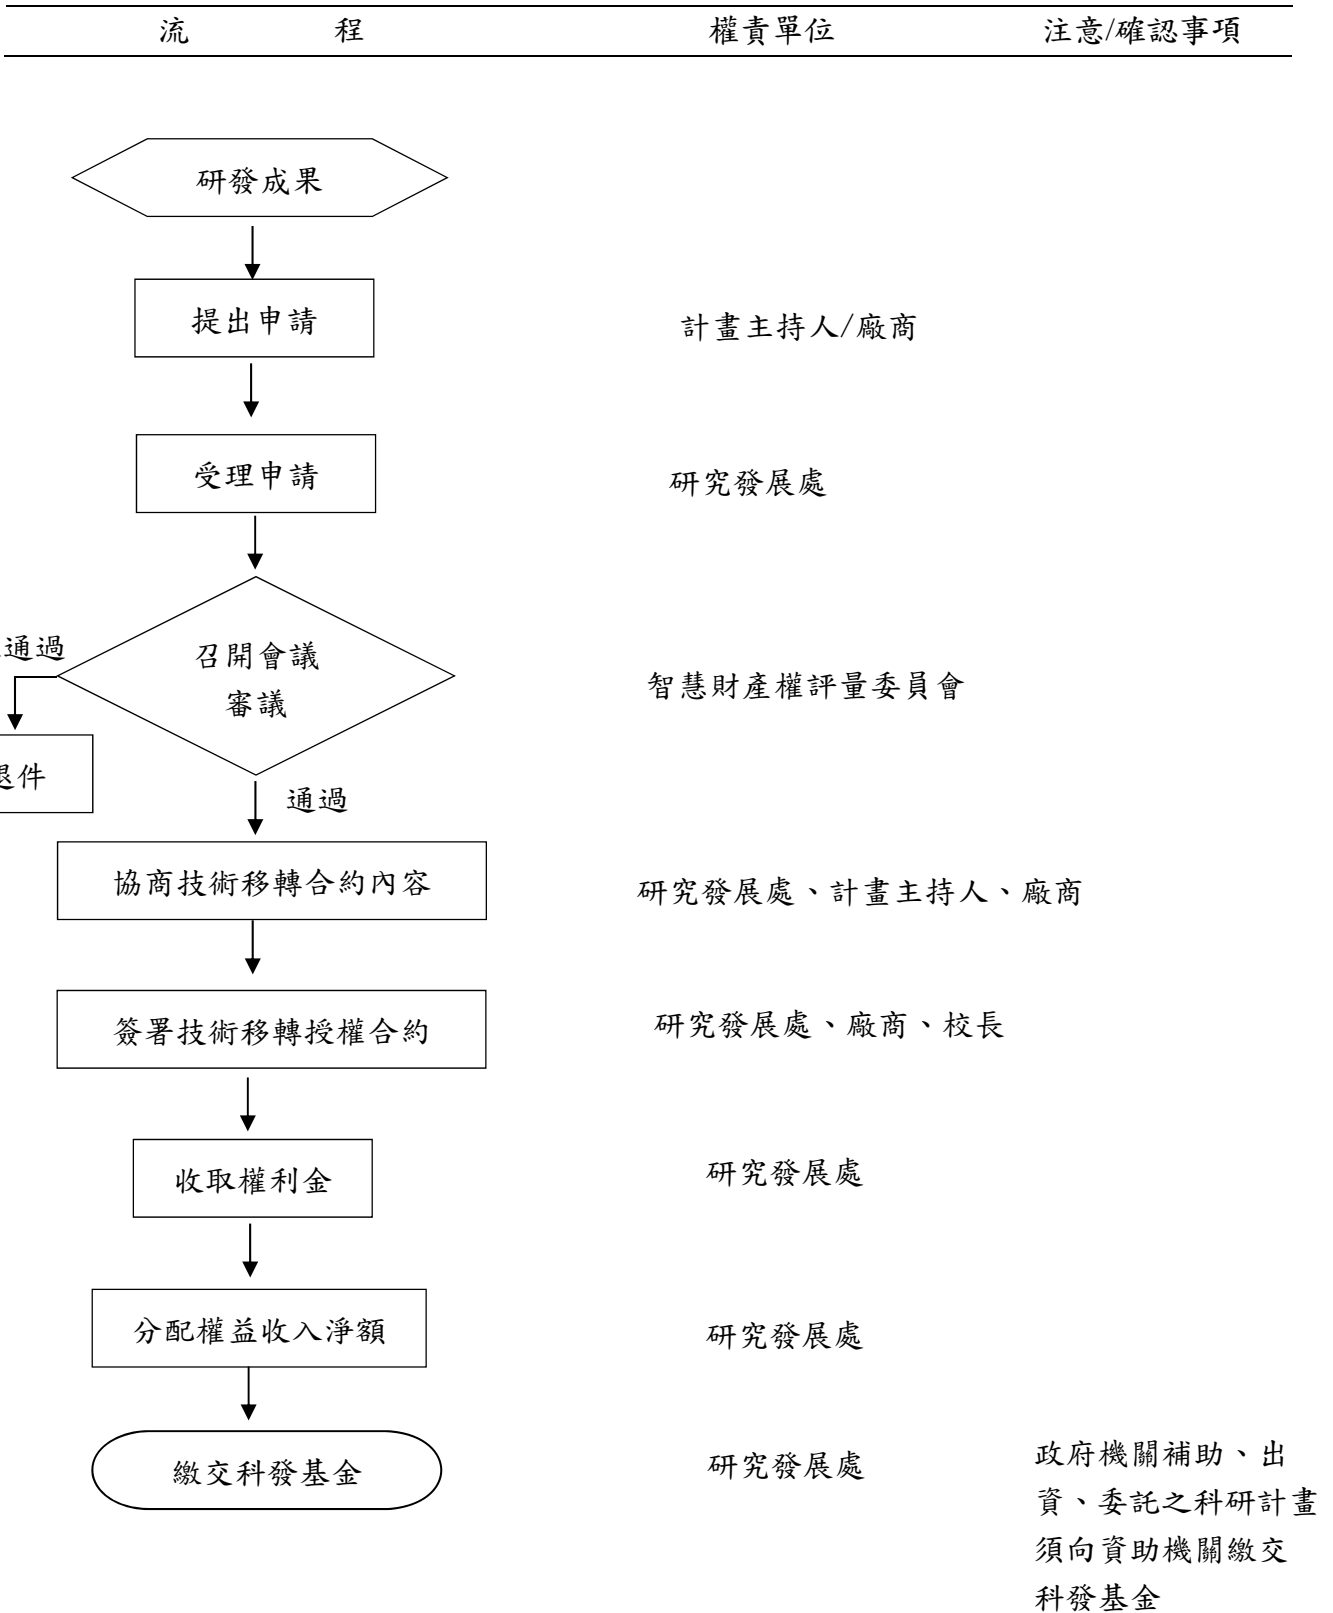 流 程 權責單位 注意/確認事項
研發成果
提出申請 計畫主持人/廠商
受理申請 研究發展處
通過
召開會議
審議
智慧財產權評量委員會
退件
通過
協商技術移轉合約內容 研究發展處、計畫主持人、廠商
簽署技術移轉授權合約 研究發展處、廠商、校長
收取權利金 研究發展處
分配權益收入淨額 研究發展處
繳交科發基金 研究發展處
政府機關補助、出
資、委託之科研計畫
須向資助機關繳交
科發基金